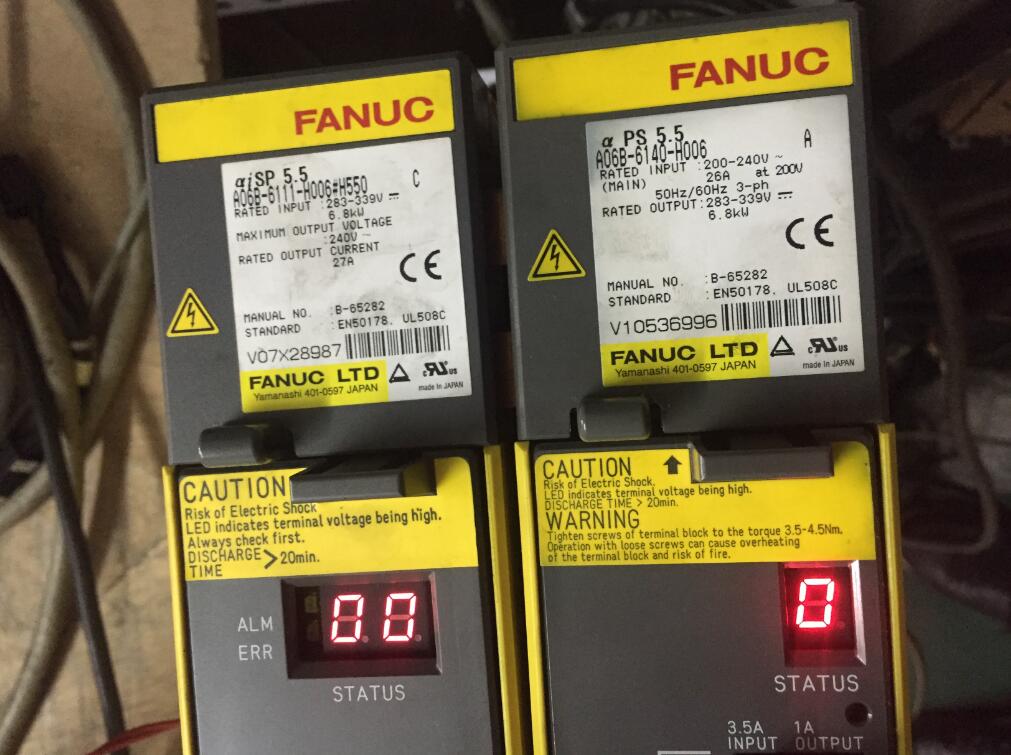 FANUC
αiSP 5.5
A06B-6111-H006#H550 C
RATED INPUT :283-339V
6.8kW
MAXIMUM OUTPUT VOLTAGE
:240V~
RATED OUTPUT CURRENT
27A
CE
MANUAL NO. :B-65282
STANDARD :EN50178. UL508C
V07X28987
FANUC LTD
Yamanashi 401-0597 JAPAN
c RU us
made in JAPAN
CAUTION
Risk of Electric Shock
LED indicates terminal voltage being high.
Always check first.
DISCHARGE > 20min.
TIME
ALM
ERR
00
STATUS
FANUC
α PS 5.5
A06B-6140-H006 A
RATED INPUT :200-240V ~
(MAIN) 26A at 200V
50Hz/60Hz 3-ph
RATED OUTPUT:283-339V
6.8kW
CE
MANUAL NO. :B-65282
STANDARD :EN50178. UL508C
V10536996
FANUC LTD
Yamanashi 401-0597 JAPAN
c RU us
made in JAPAN
CAUTION
Risk of Electric Shock.
LED indicates terminal voltage being high.
DISCHARGE TIME > 20min.
WARNING
Tighten screws of terminal block to the torque 3.5-4.5Nm.
Operation with loose screws can cause overheating
of the terminal block and risk of fire.
0
STATUS
3.5A 1A
INPUT OUTPUT